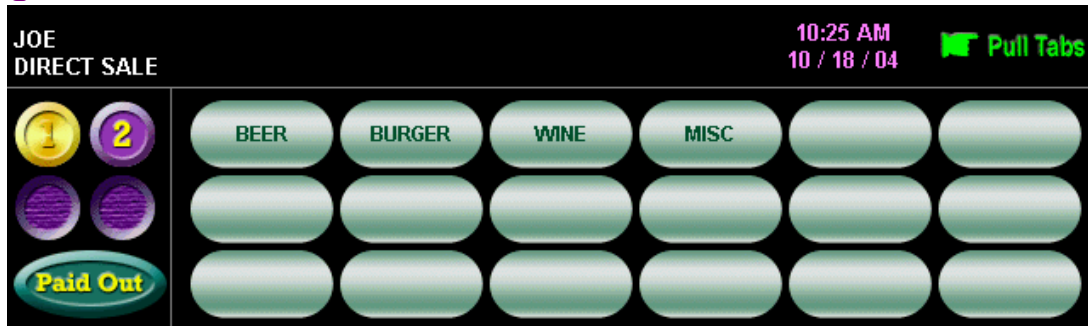 JOE
DIRECT SALE
10:25 AM
10 / 18 / 04
Pull Tabs
1 2
BEER BURGER WINE MISC
Paid Out